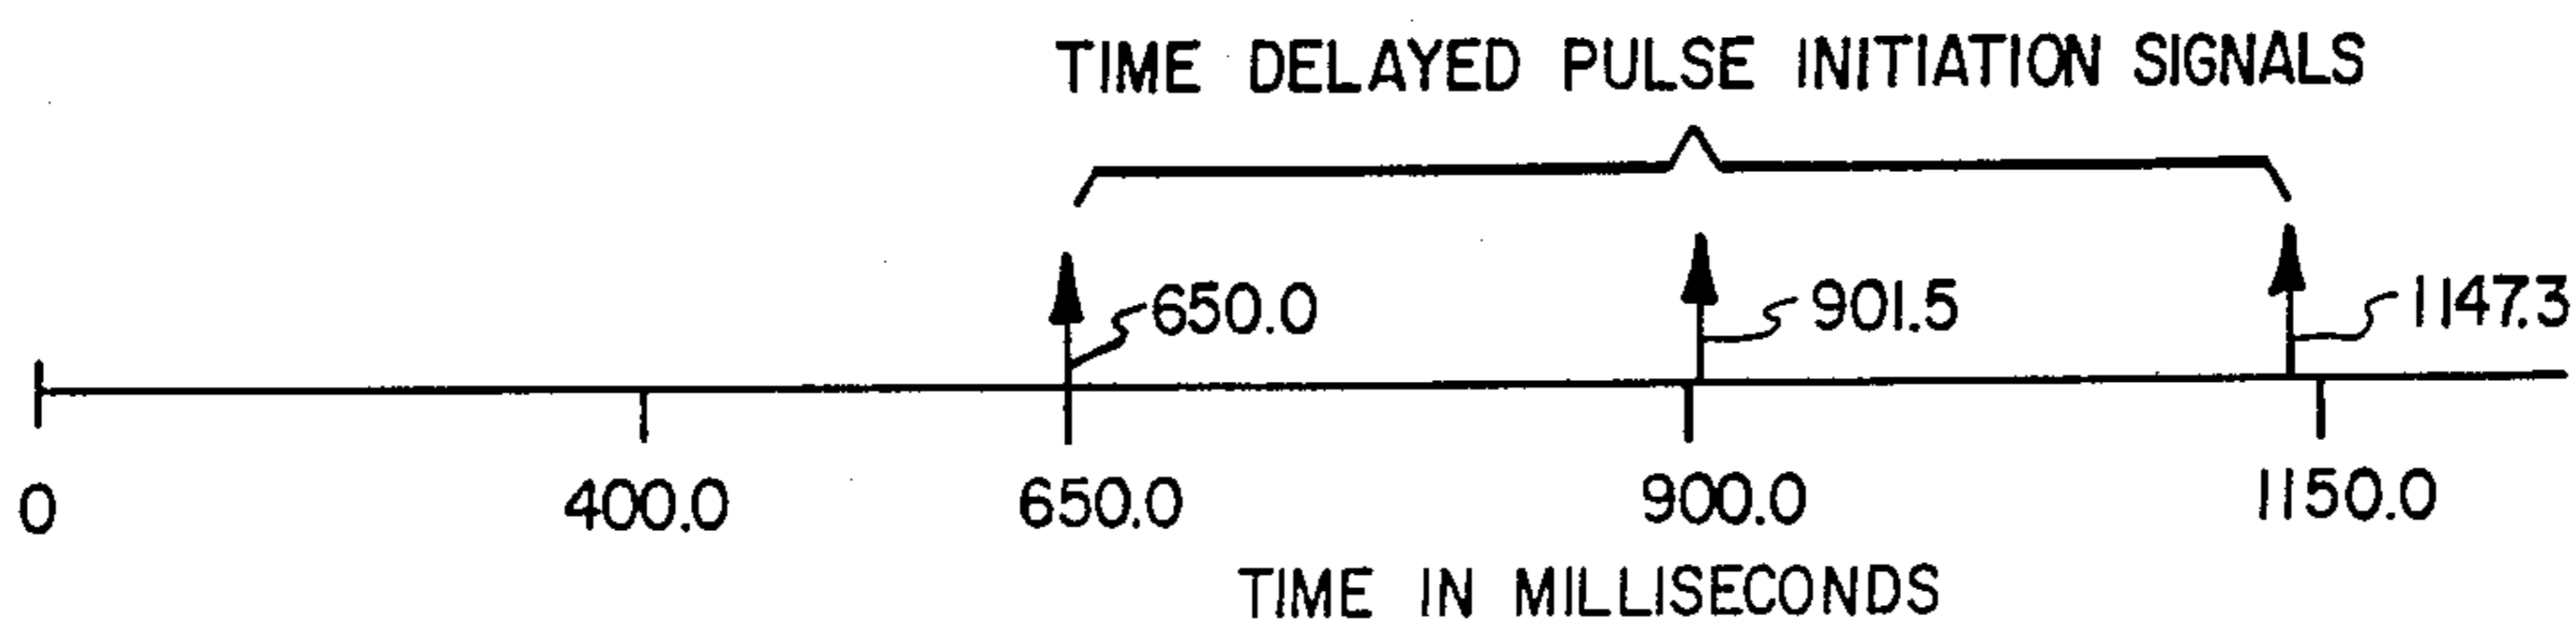 TIME DELAYED PULSE INITIATION SIGNALS
650.0 901.5 1147.3
0 400.0 650.0 900.0 1150.0
TIME IN MILLISECONDS